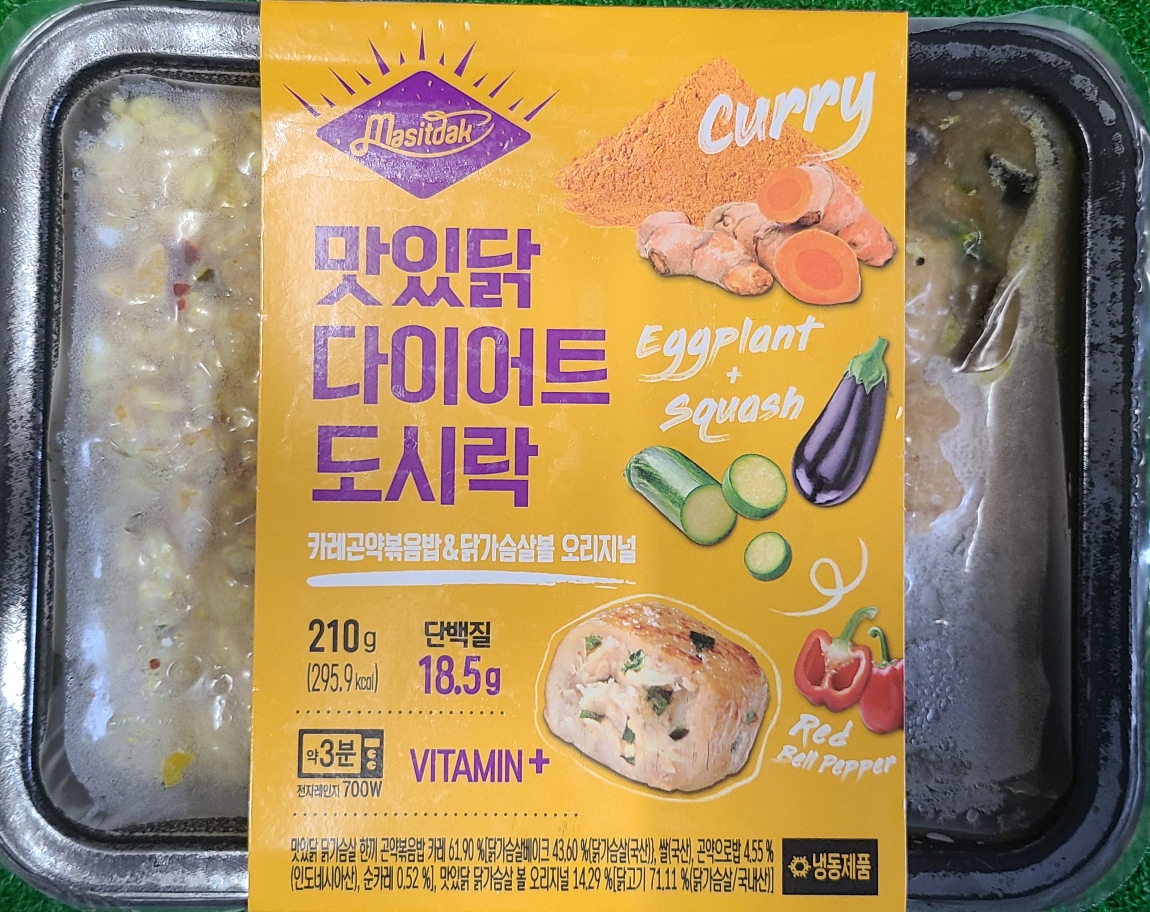 Masitdak
Curry
맛있닭
다이어트
도시락
Eggplant
+
Squash
카레곤약볶음밥&닭가슴살볼 오리지널
210g
(295.9 kcal)
단백질
18.5g
약3분
전자레인지 700W
VITAMIN+
Red
Bell Pepper
맛있닭 닭가슴살 한끼 곤약볶음밥 카레 61.90 %[닭가슴살베이크 43.60 %(닭가슴살(국산)), 쌀(국산), 곤약으로밥 4.55 %
(인도네시아산), 순카레 0.52 %], 맛있닭 닭가슴살 볼 오리지널 14.29 %[닭고기 71.11 %(닭가슴살/국내산)]
냉동제품